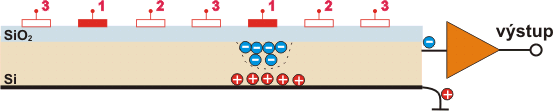 3 1 2 3 1 2 3
SiO₂
výstup
Si